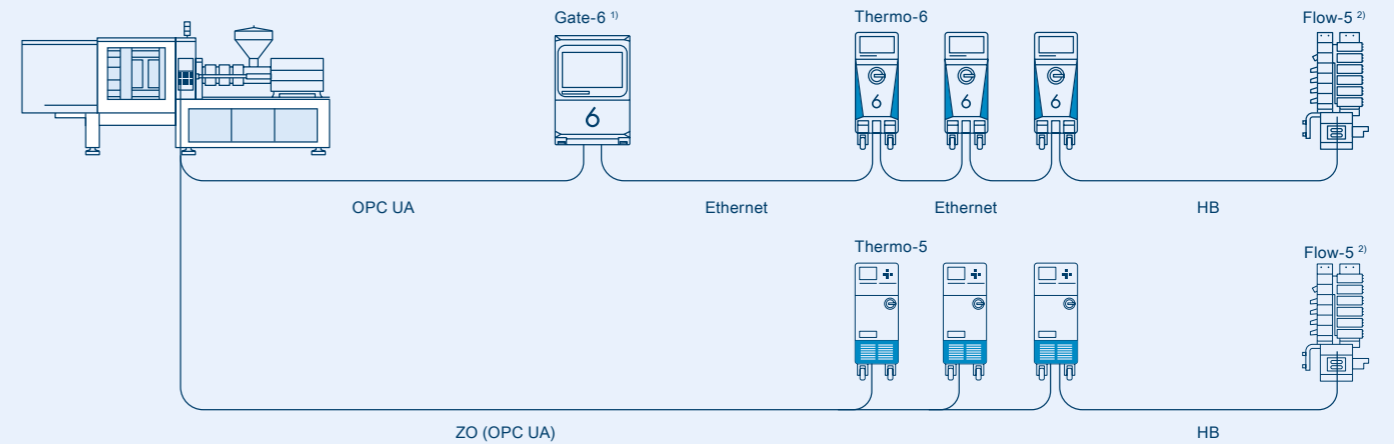 Gate-6 ¹⁾
Thermo-6
Flow-5 ²⁾
6
6
6
6
OPC UA
Ethernet
Ethernet
HB
Thermo-5
Flow-5 ²⁾
ZO (OPC UA)
HB